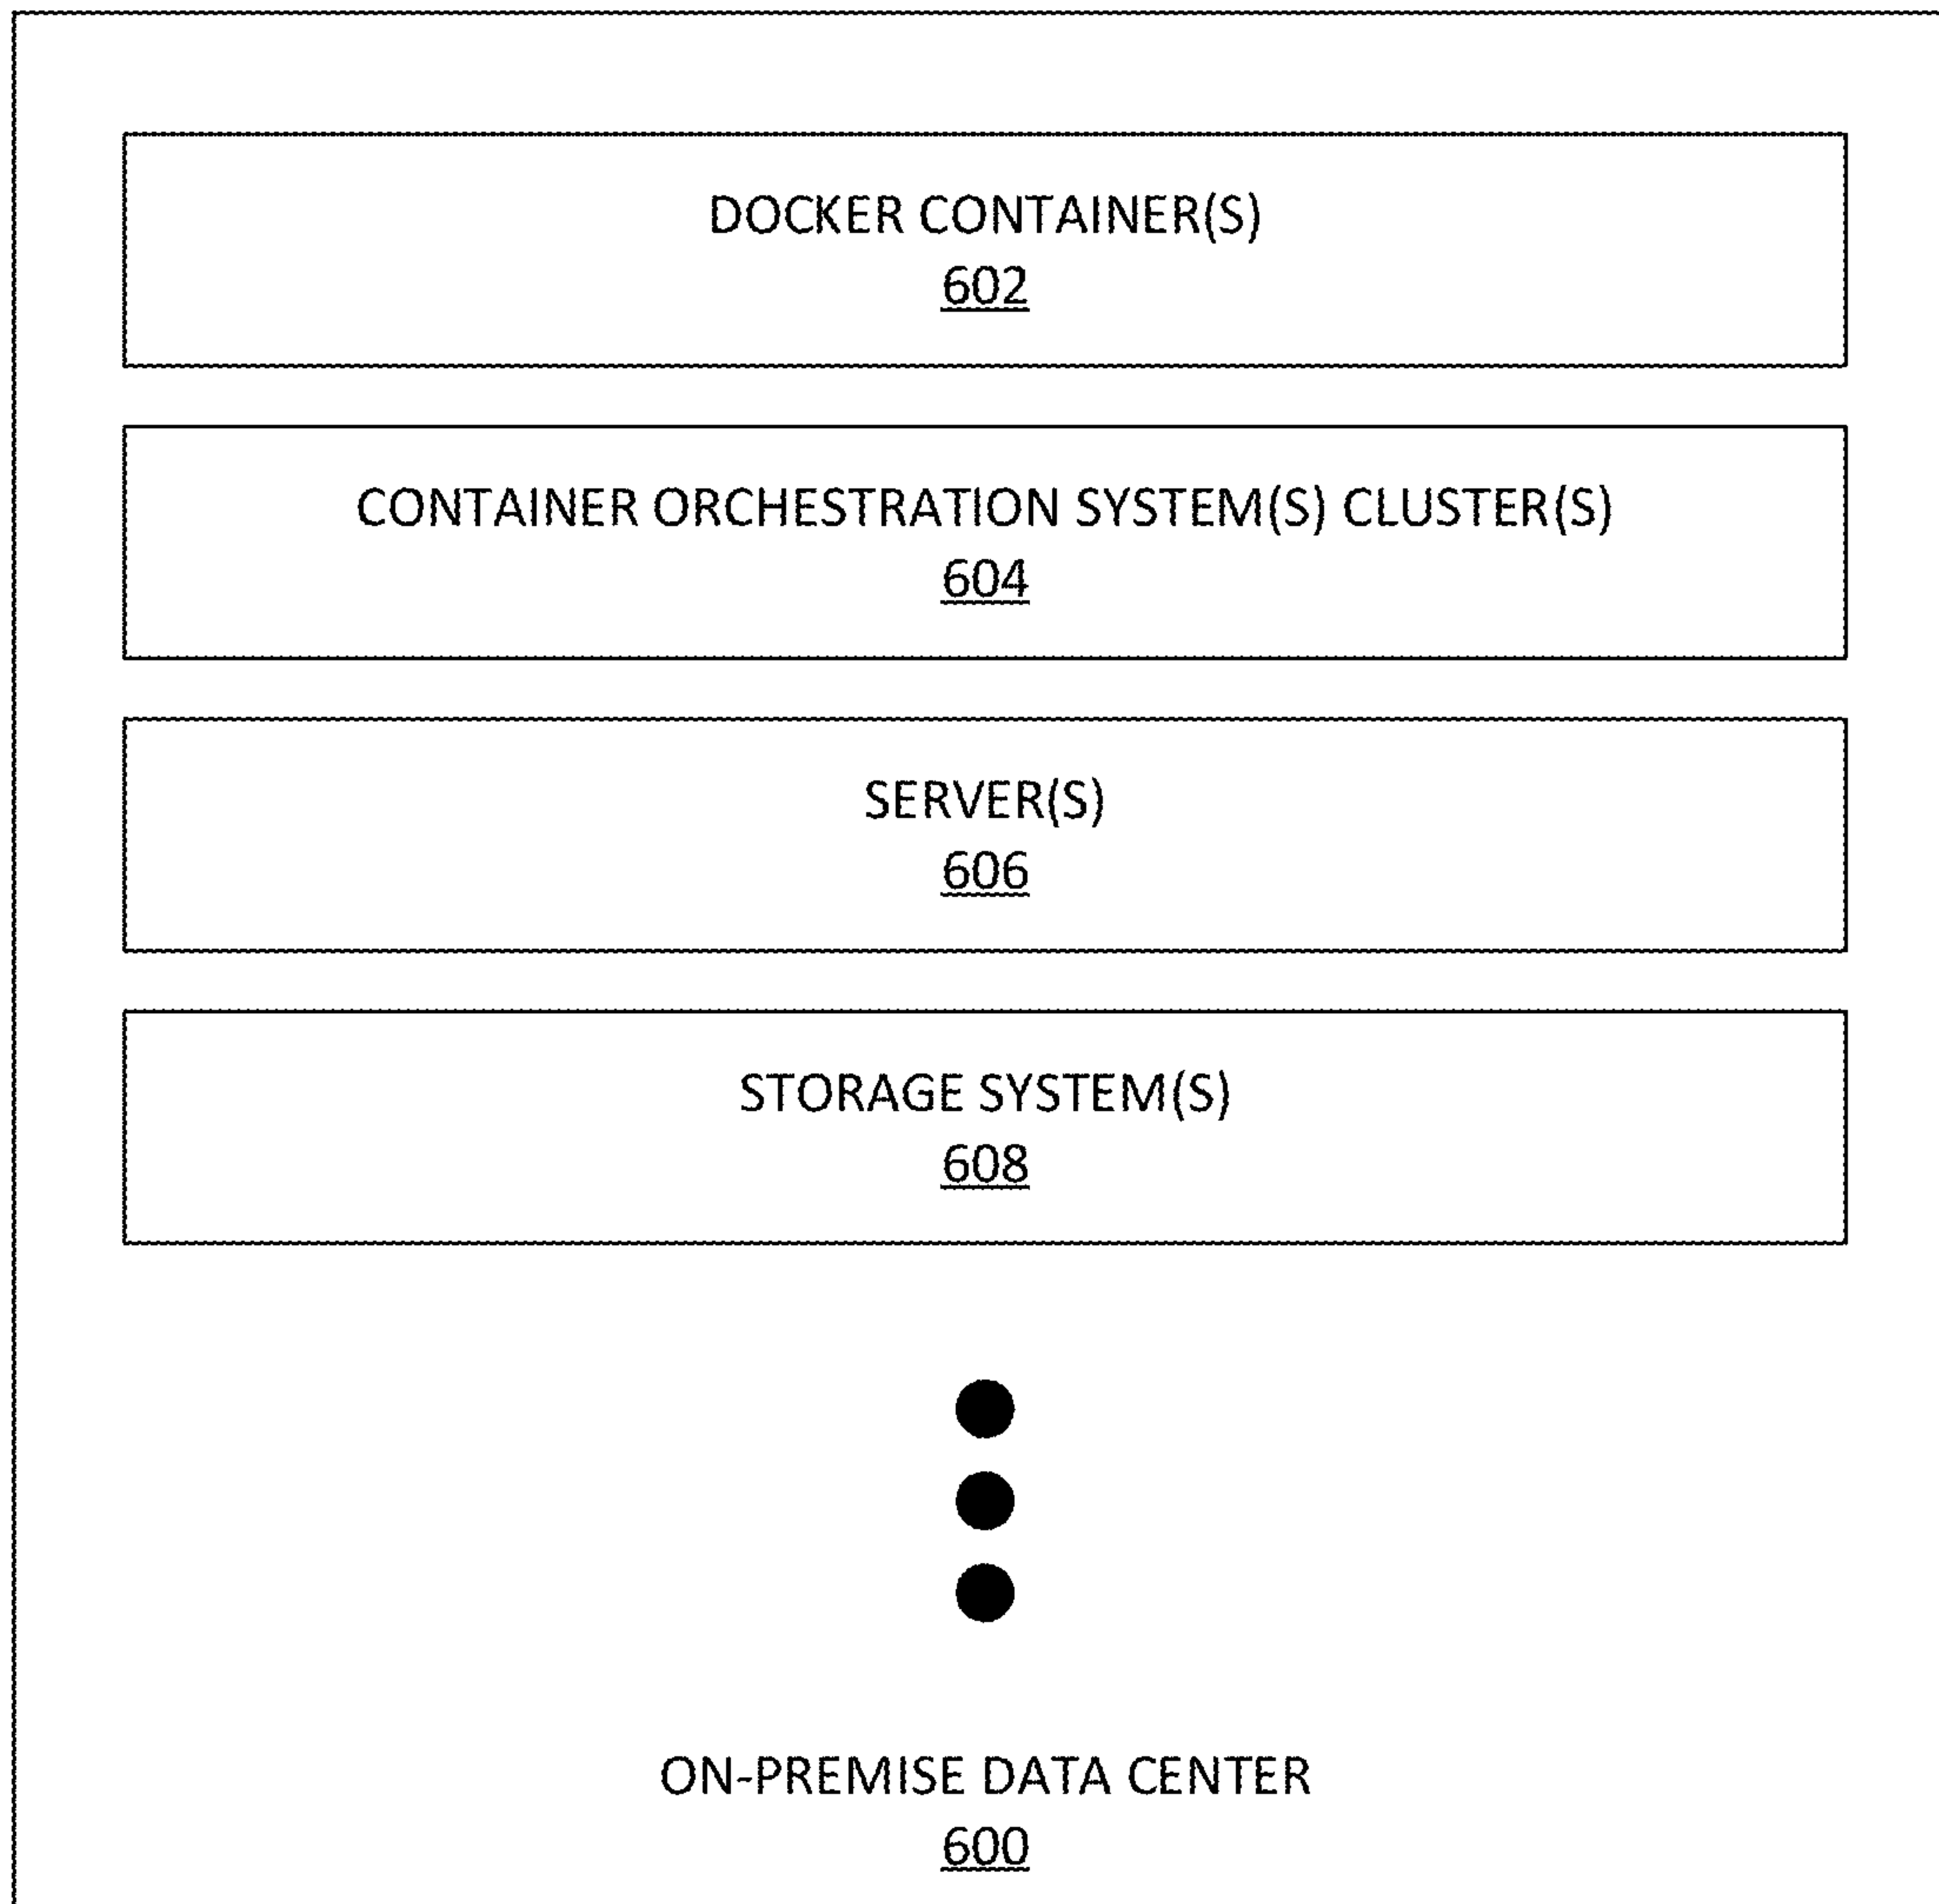 DOCKER CONTAINER(S)
602
CONTAINER ORCHESTRATION SYSTEM(S) CLUSTER(S)
604
SERVER(S)
606
STORAGE SYSTEM(S)
608
ON-PREMISE DATA CENTER
600